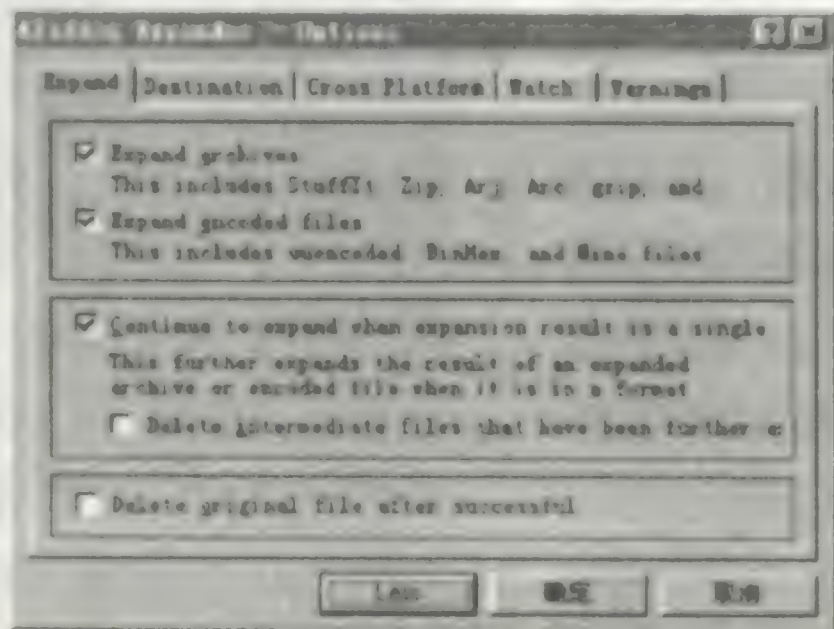 Aladdin Expander - Options
Expand Destination Cross Platform Watch Warnings
Expand archives
This includes StuffIt, Zip, Arj, Arc, gzip, and
Expand encoded files
This includes uuencoded, BinHex, and Mime files
Continue to expand when expansion result is a single
This further expands the result of an expanded
archive or encoded file when it is in a format
Delete intermediate files that have been further e
Delete original file after successful
确定 取消